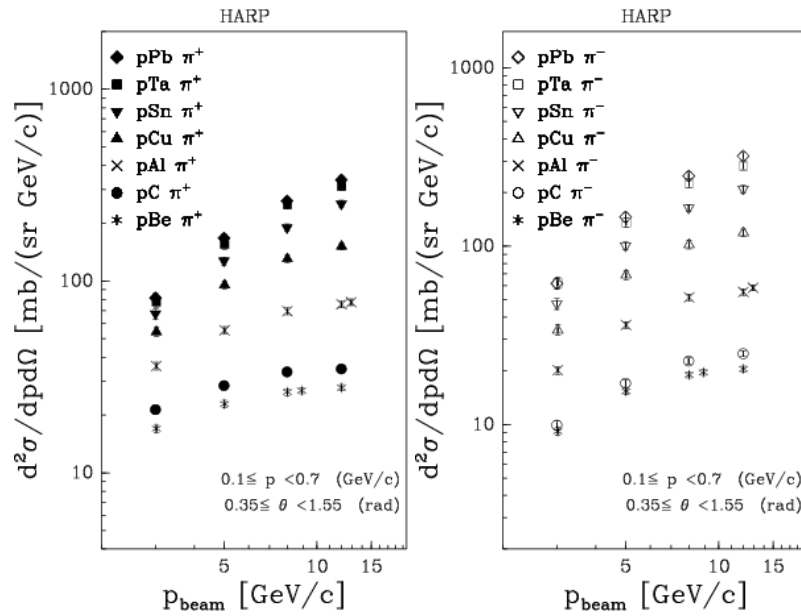 HARP
d²σ/dpdΩ [mb/(sr GeV/c)]
1000
100
10
pPb π⁺
pTa π⁺
pSn π⁺
pCu π⁺
pAl π⁺
pC π⁺
pBe π⁺
0.1≦ p <0.7 (GeV/c)
0.35≦ θ <1.55 (rad)
5 10 15
p_beam [GeV/c]
HARP
d²σ/dpdΩ [mb/(sr GeV/c)]
1000
100
10
pPb π⁻
pTa π⁻
pSn π⁻
pCu π⁻
pAl π⁻
pC π⁻
pBe π⁻
0.1≦ p <0.7 (GeV/c)
0.35≦ θ <1.55 (rad)
5 10 15
p_beam [GeV/c]